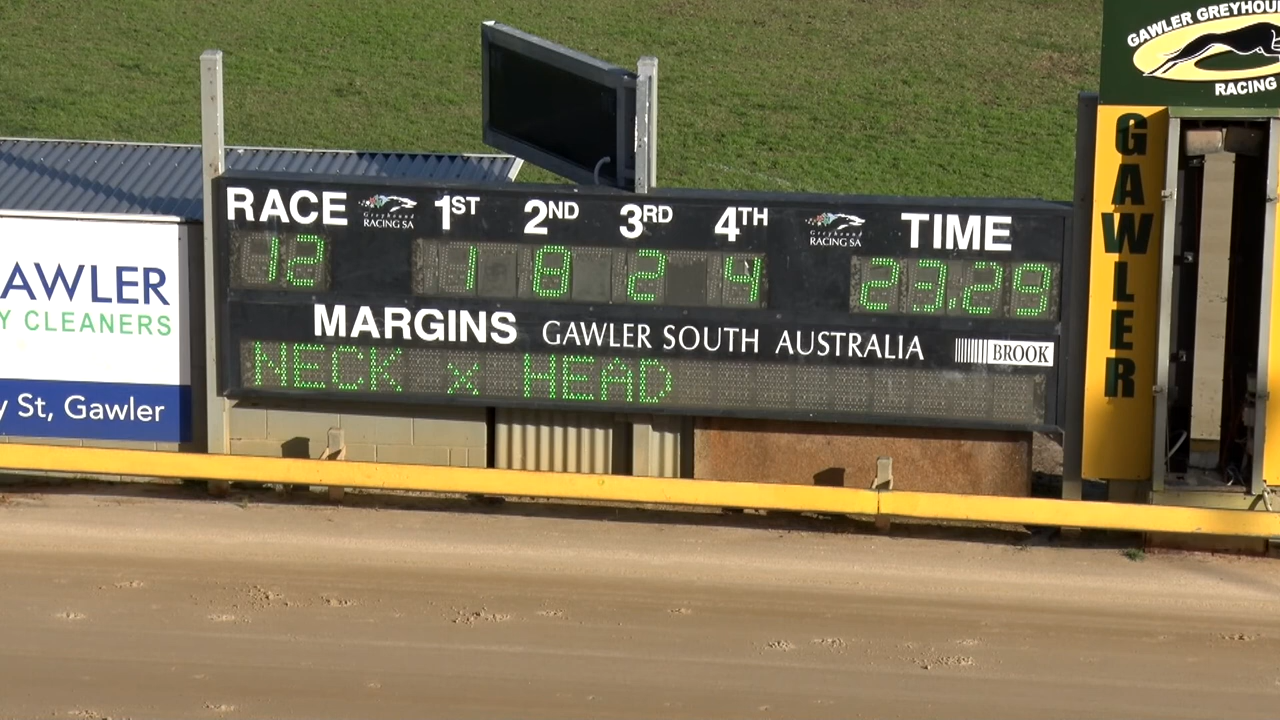 GAWLER GREYHOU
RACING
GAWLER
RACE
Greyhound
RACING SA
1ST
2ND
3RD
4TH
Greyhound
RACING SA
TIME
12
1
8
2
4
23.29
MARGINS
GAWLER SOUTH AUSTRALIA
BROOK
NECK x HEAD
AWLER
Y CLEANERS
y St, Gawler